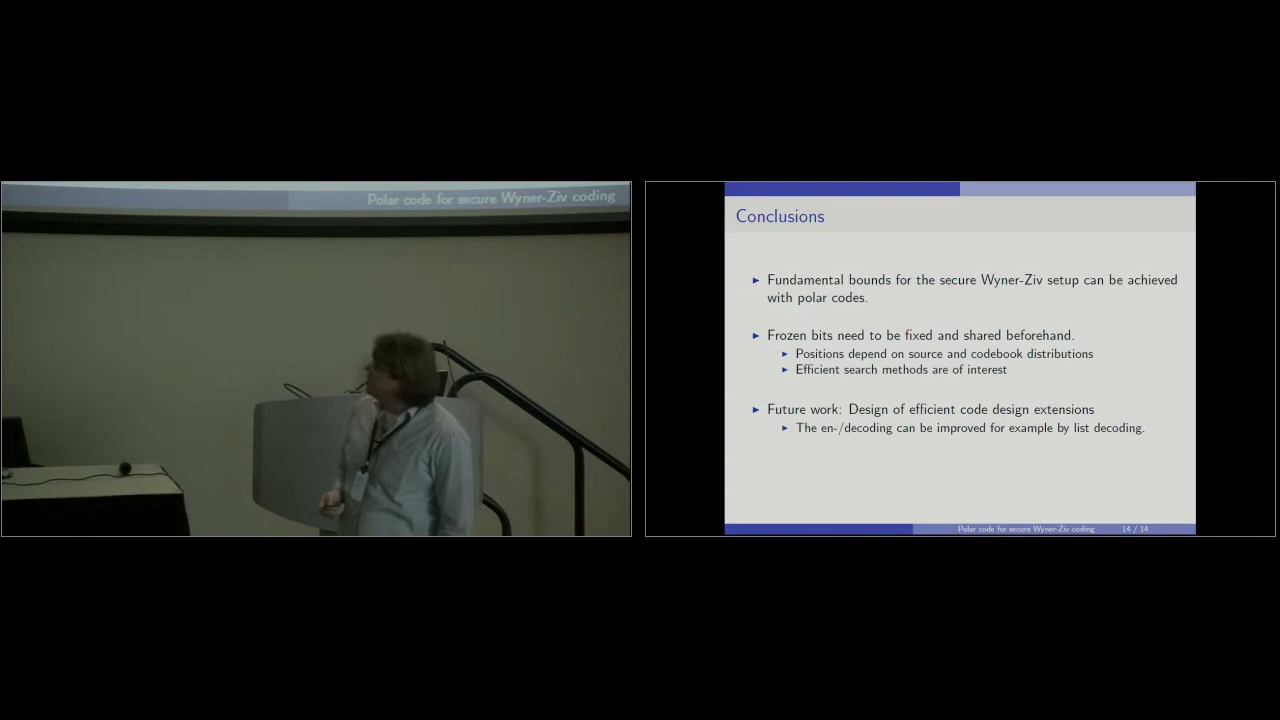 Polar code for secure Wyner-Ziv coding
Conclusions
► Fundamental bounds for the secure Wyner-Ziv setup can be achieved
with polar codes.
► Frozen bits need to be fixed and shared beforehand.
► Positions depend on source and codebook distributions
► Efficient search methods are of interest
► Future work: Design of efficient code design extensions
► The en-/decoding can be improved for example by list decoding.
Polar code for secure Wyner-Ziv coding 14 / 14